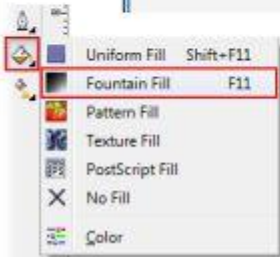 Uniform Fill Shift+F11
Fountain Fill F11
Pattern Fill
Texture Fill
PostScript Fill
No Fill
Color